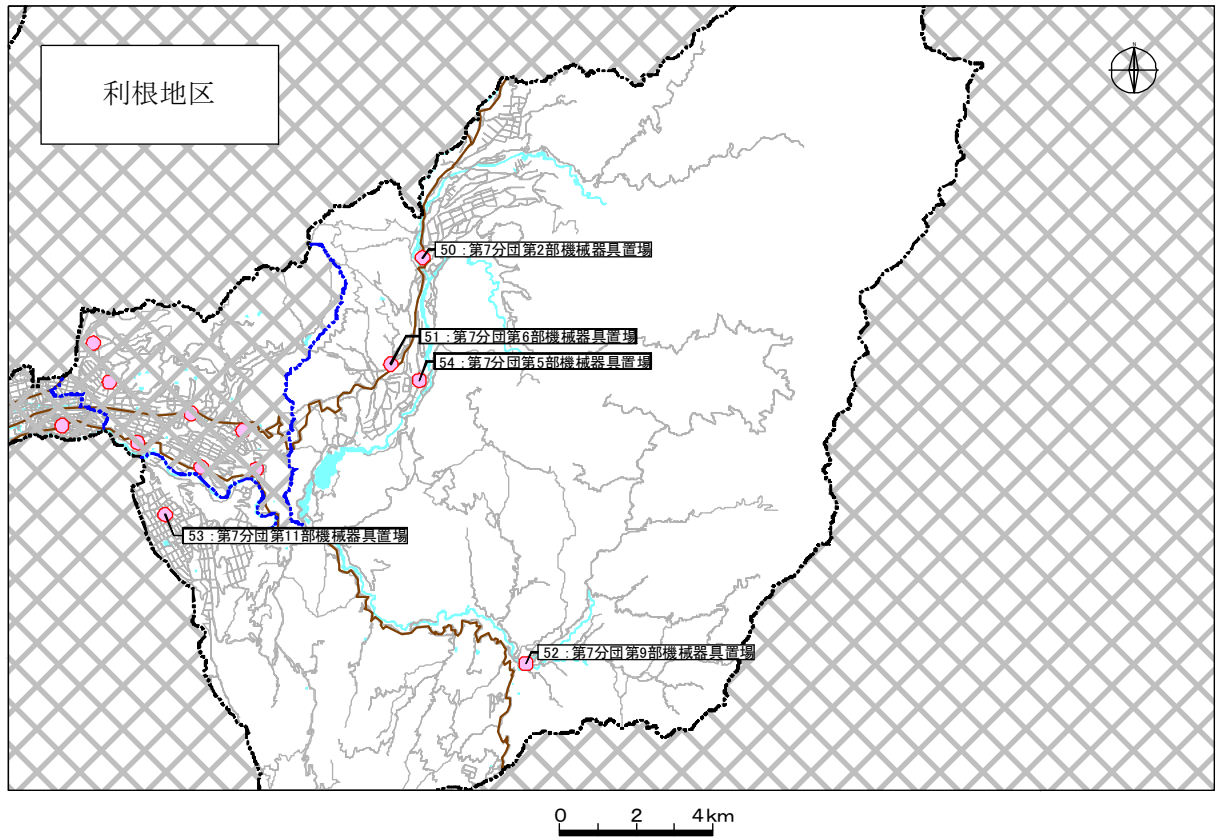 利根地区
N
50：第7分団第2部機械器具置場
51：第7分団第6部機械器具置場
54：第7分団第5部機械器具置場
53：第7分団第11部機械器具置場
52：第7分団第9部機械器具置場
0 2 4km